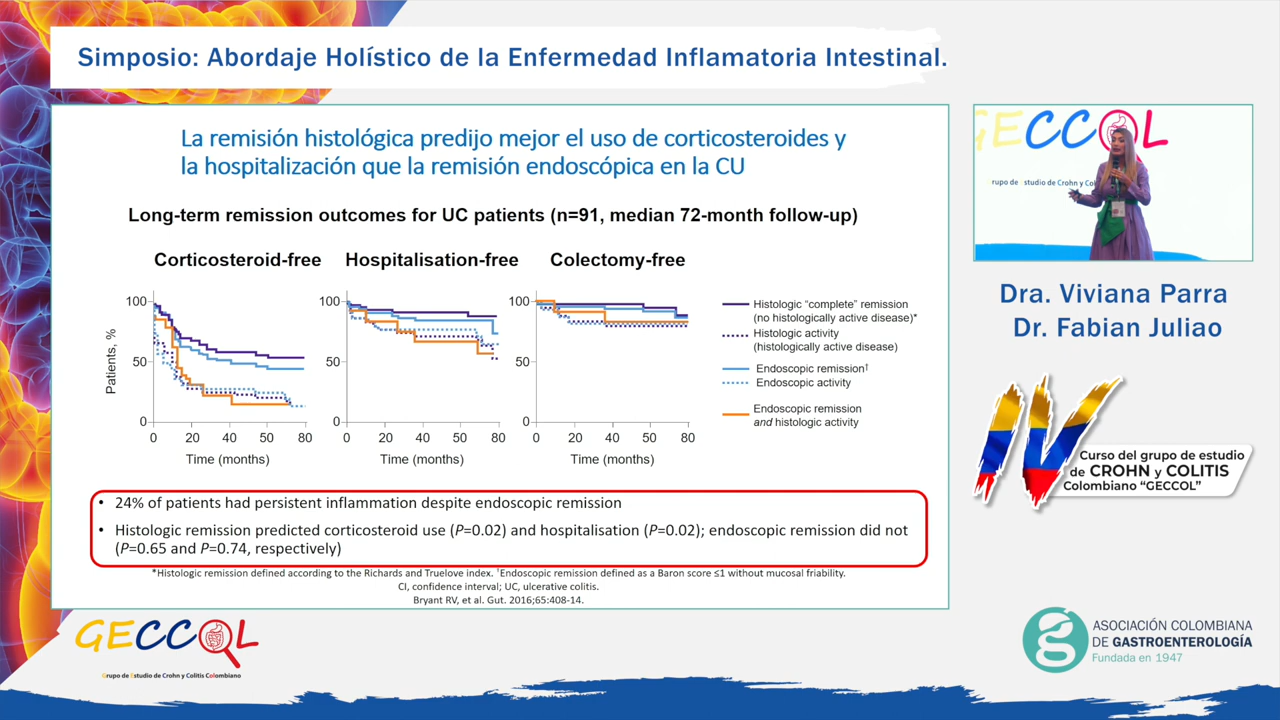 Simposio: Abordaje Holístico de la Enfermedad Inflamatoria Intestinal.
La remisión histológica predijo mejor el uso de corticosteroides y
la hospitalización que la remisión endoscópica en la CU
Long-term remission outcomes for UC patients (n=91, median 72-month follow-up)
Corticosteroid-free
Hospitalisation-free
Colectomy-free
Patients, %
100
50
0
0 20 40 60 80
Time (months)
100
50
0
0 20 40 60 80
Time (months)
100
50
0
0 20 40 60 80
Time (months)
Histologic “complete” remission
(no histologically active disease)*
Histologic activity
(histologically active disease)
Endoscopic remission†
Endoscopic activity
Endoscopic remission
and histologic activity
• 24% of patients had persistent inflammation despite endoscopic remission
• Histologic remission predicted corticosteroid use (P=0.02) and hospitalisation (P=0.02); endoscopic remission did not
(P=0.65 and P=0.74, respectively)
*Histologic remission defined according to the Richards and Truelove index. †Endoscopic remission defined as a Baron score ≤1 without mucosal friability.
CI, confidence interval; UC, ulcerative colitis.
Bryant RV, et al. Gut. 2016;65:408-14.
GECCOL
rupo de Estudio de Crohn y Col
Dra. Viviana Parra
Dr. Fabian Juliao
IV
Curso del grupo de estudio
de CROHN y COLITIS
Colombiano “GECCOL”
GECCOL
Grupo de Estudio de Crohn y Colitis Colombiano
ASOCIACIÓN COLOMBIANA
DE GASTROENTEROLOGÍA
Fundada en 1947